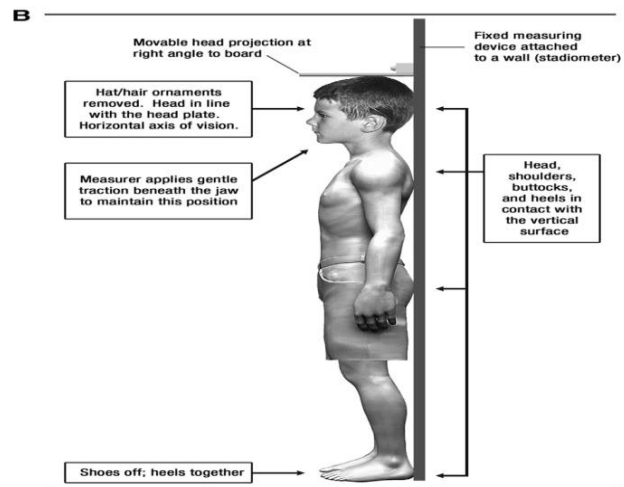 B
Movable head projection at
right angle to board
Fixed measuring
device attached
to a wall (stadiometer)
Hat/hair ornaments
removed. Head in line
with the head plate.
Horizontal axis of vision.
Measurer applies gentle
traction beneath the jaw
to maintain this position
Head,
shoulders,
buttocks,
and heels in
contact with
the vertical
surface
Shoes off; heels together